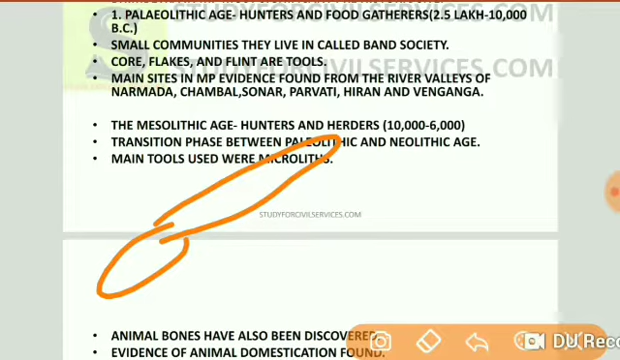 1. PALAEOLITHIC AGE- HUNTERS AND FOOD GATHERERS(2.5 LAKH-10,000
B.C.)
SMALL COMMUNITIES THEY LIVE IN CALLED BAND SOCIETY.
CORE, FLAKES, AND FLINT ARE TOOLS.
MAIN SITES IN MP EVIDENCE FOUND FROM THE RIVER VALLEYS OF
NARMADA, CHAMBAL,SONAR, PARVATI, HIRAN AND VENGANGA.
THE MESOLITHIC AGE- HUNTERS AND HERDERS (10,000-6,000)
TRANSITION PHASE BETWEEN PALEOLITHIC AND NEOLITHIC AGE.
MAIN TOOLS USED WERE MICROLITHS.
STUDYFORCIVILSERVICES.COM
ANIMAL BONES HAVE ALSO BEEN DISCOVERED.
EVIDENCE OF ANIMAL DOMESTICATION FOUND.
DU Reco